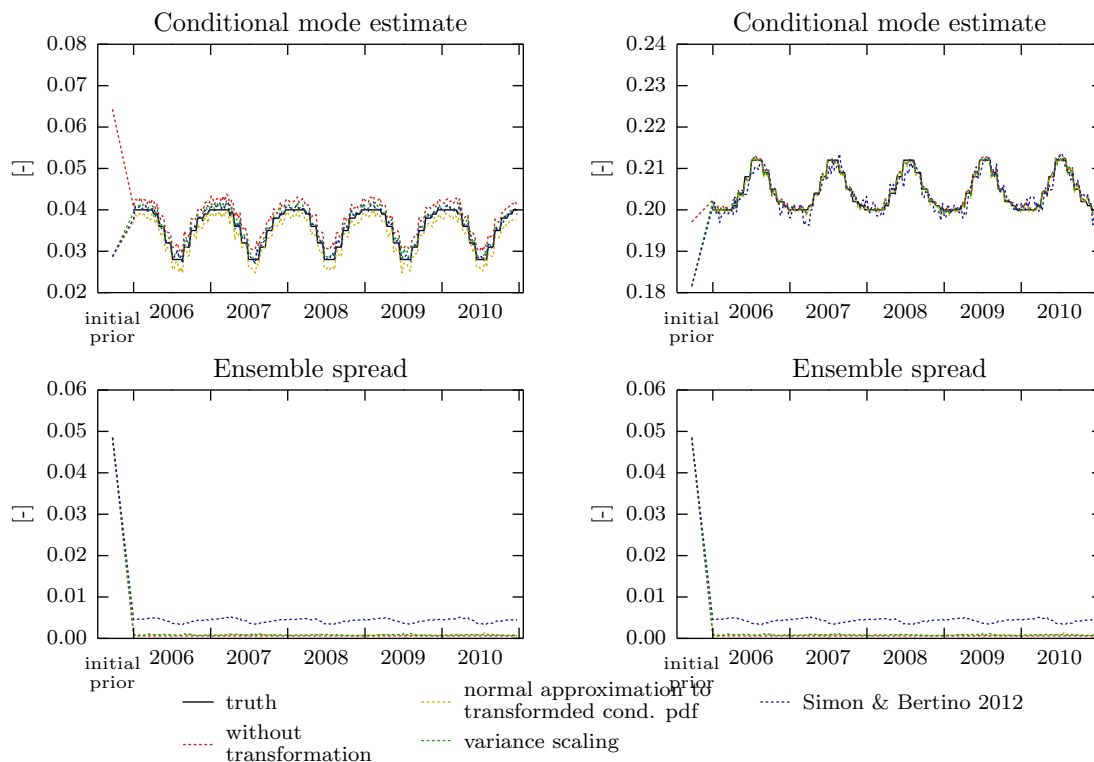 Conditional mode estimate
0.08
0.07
0.06
0.05
0.04
0.03
0.02
[-]
initial
prior
2006
2007
2008
2009
2010
Conditional mode estimate
0.24
0.23
0.22
0.21
0.20
0.19
0.18
[-]
initial
prior
2006
2007
2008
2009
2010
Ensemble spread
0.06
0.05
0.04
0.03
0.02
0.01
0.00
[-]
initial
prior
2006
2007
2008
2009
2010
Ensemble spread
0.06
0.05
0.04
0.03
0.02
0.01
0.00
[-]
initial
prior
2006
2007
2008
2009
2010
truth
without
transformation
normal approximation to
transformded cond. pdf
variance scaling
Simon & Bertino 2012